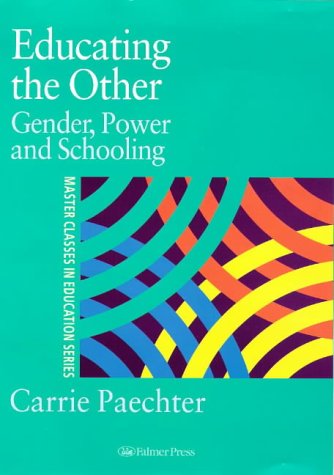 Educating
the Other
Gender, Power
and Schooling
MASTER CLASSES IN EDUCATION SERIES
Carrie Paechter
Falmer Press